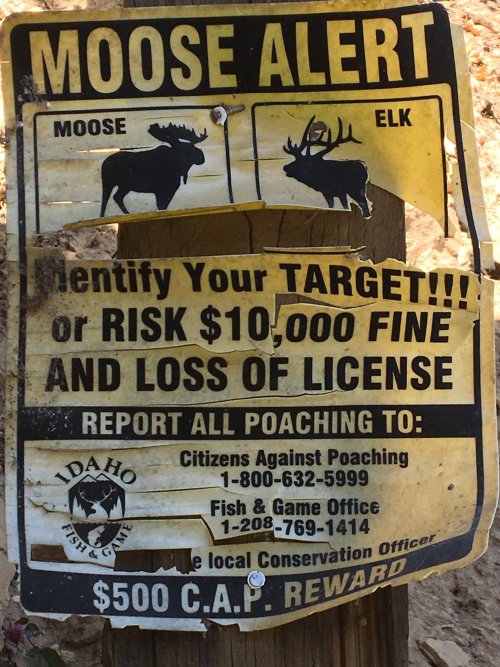 MOOSE ALERT
MOOSE
ELK
Your TARGET!!!
or RISK $10,000 FINE
AND LOSS OF LICENSE
REPORT ALL POACHING TO:
Citizens Against Poaching
1-800-632-5999
IDAHO
FISH & GAME
Fish & Game Office
1-208-769-1414
local Conservation Officer
$500 C.A.P. REWARD